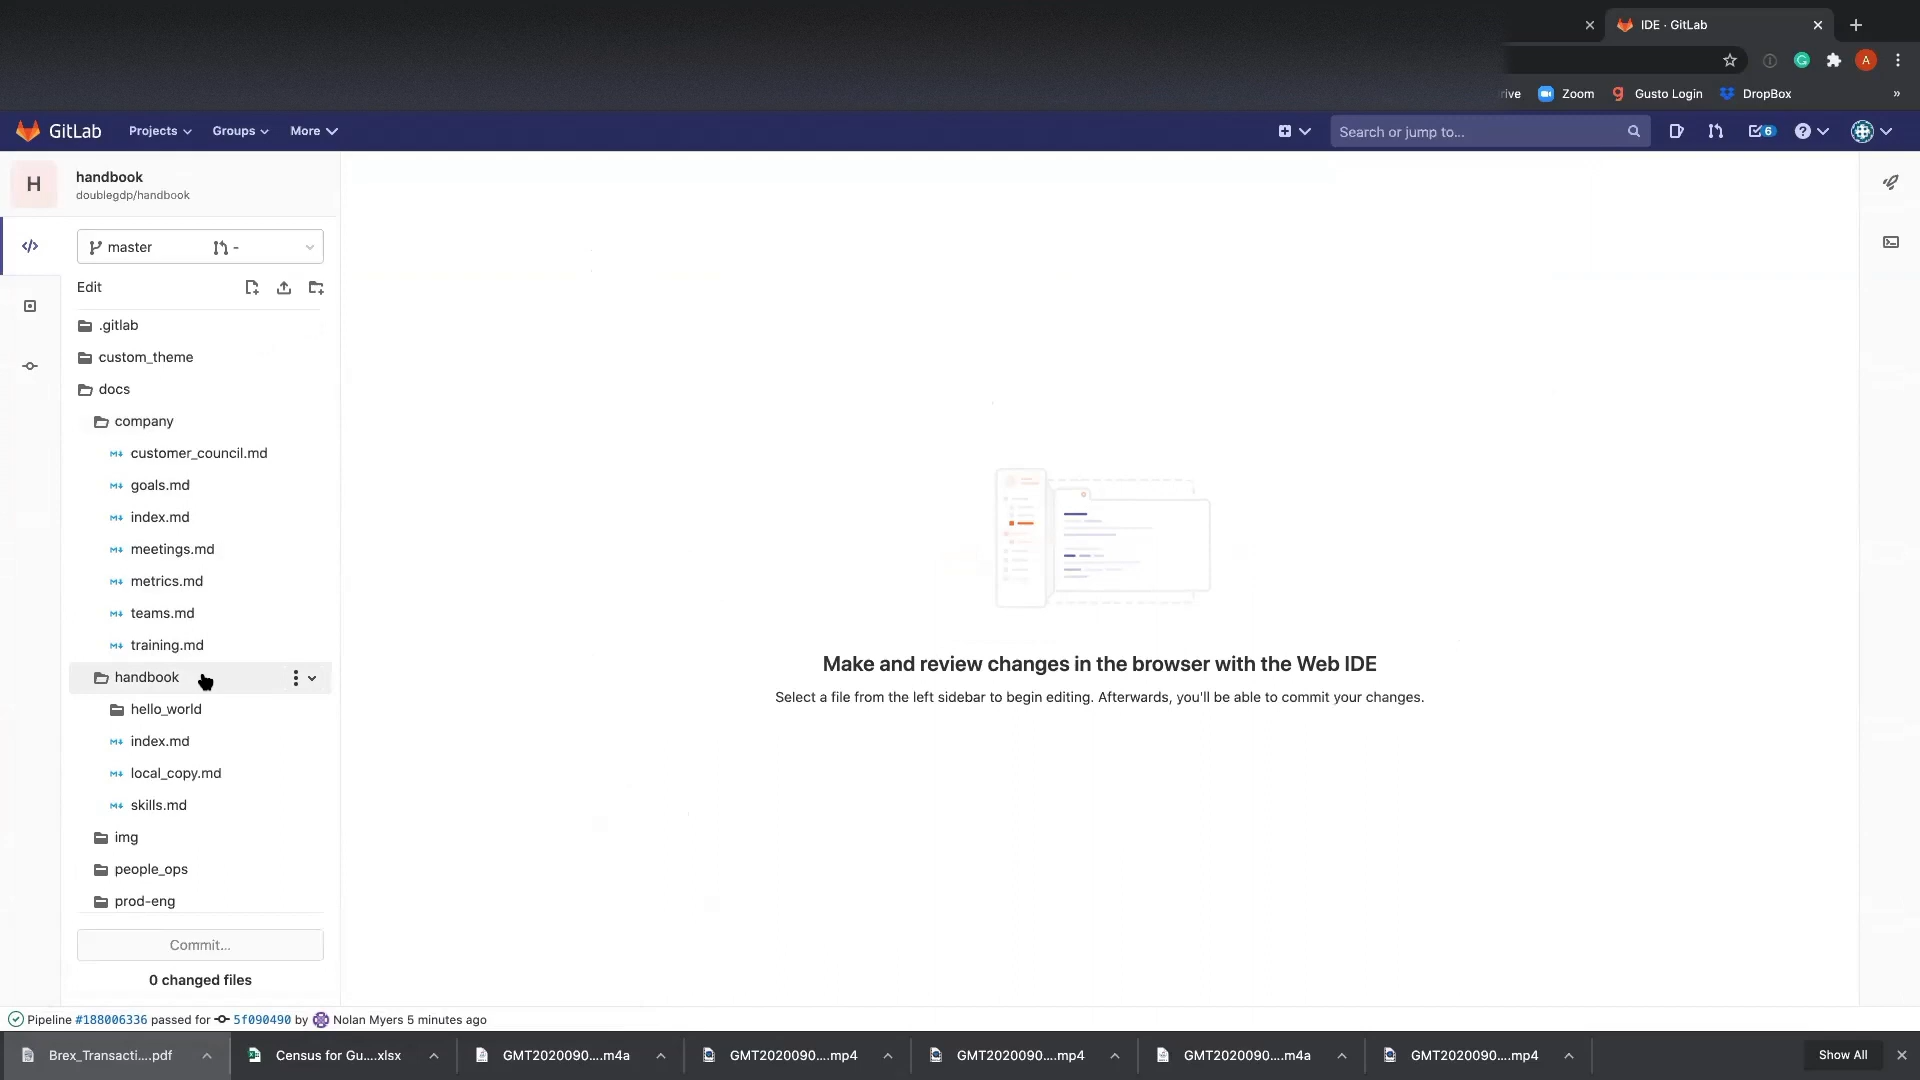 IDE · GitLab
A
rive
Zoom
Gusto Login
DropBox
»
GitLab
Projects
Groups
More
Search or jump to...
6
H
handbook
doublegdp/handbook
master
-
Edit
.gitlab
custom_theme
docs
company
customer_council.md
goals.md
index.md
meetings.md
metrics.md
teams.md
training.md
handbook
hello_world
index.md
local_copy.md
skills.md
img
people_ops
prod-eng
Commit...
0 changed files
Make and review changes in the browser with the Web IDE
Select a file from the left sidebar to begin editing. Afterwards, you'll be able to commit your changes.
Pipeline #188006336 passed for 5f090490 by Nolan Myers 5 minutes ago
Brex_Transacti....pdf
Census for Gu....xlsx
GMT2020090....m4a
GMT2020090....mp4
GMT2020090....mp4
GMT2020090....m4a
GMT2020090....mp4
Show All